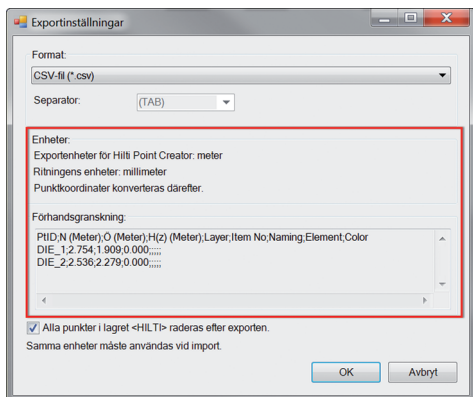 Exportinställningar
Format:
CSV-fil (*.csv)
Separator:
(TAB)
Enheter:
Exportenheter för Hilti Point Creator: meter
Ritningens enheter: millimeter
Punktkoordinater konverteras därefter.
Förhandsgranskning:
PtID;N (Meter);Ö (Meter);H(z) (Meter);Layer;Item No;Naming;Element;Color
DIE_1;2.754;1.909;0.000;;;;;
DIE_2;2.536;2.279;0.000;;;;;
Alla punkter i lagret <HILTI> raderas efter exporten.
Samma enheter måste användas vid import.
OK
Avbryt